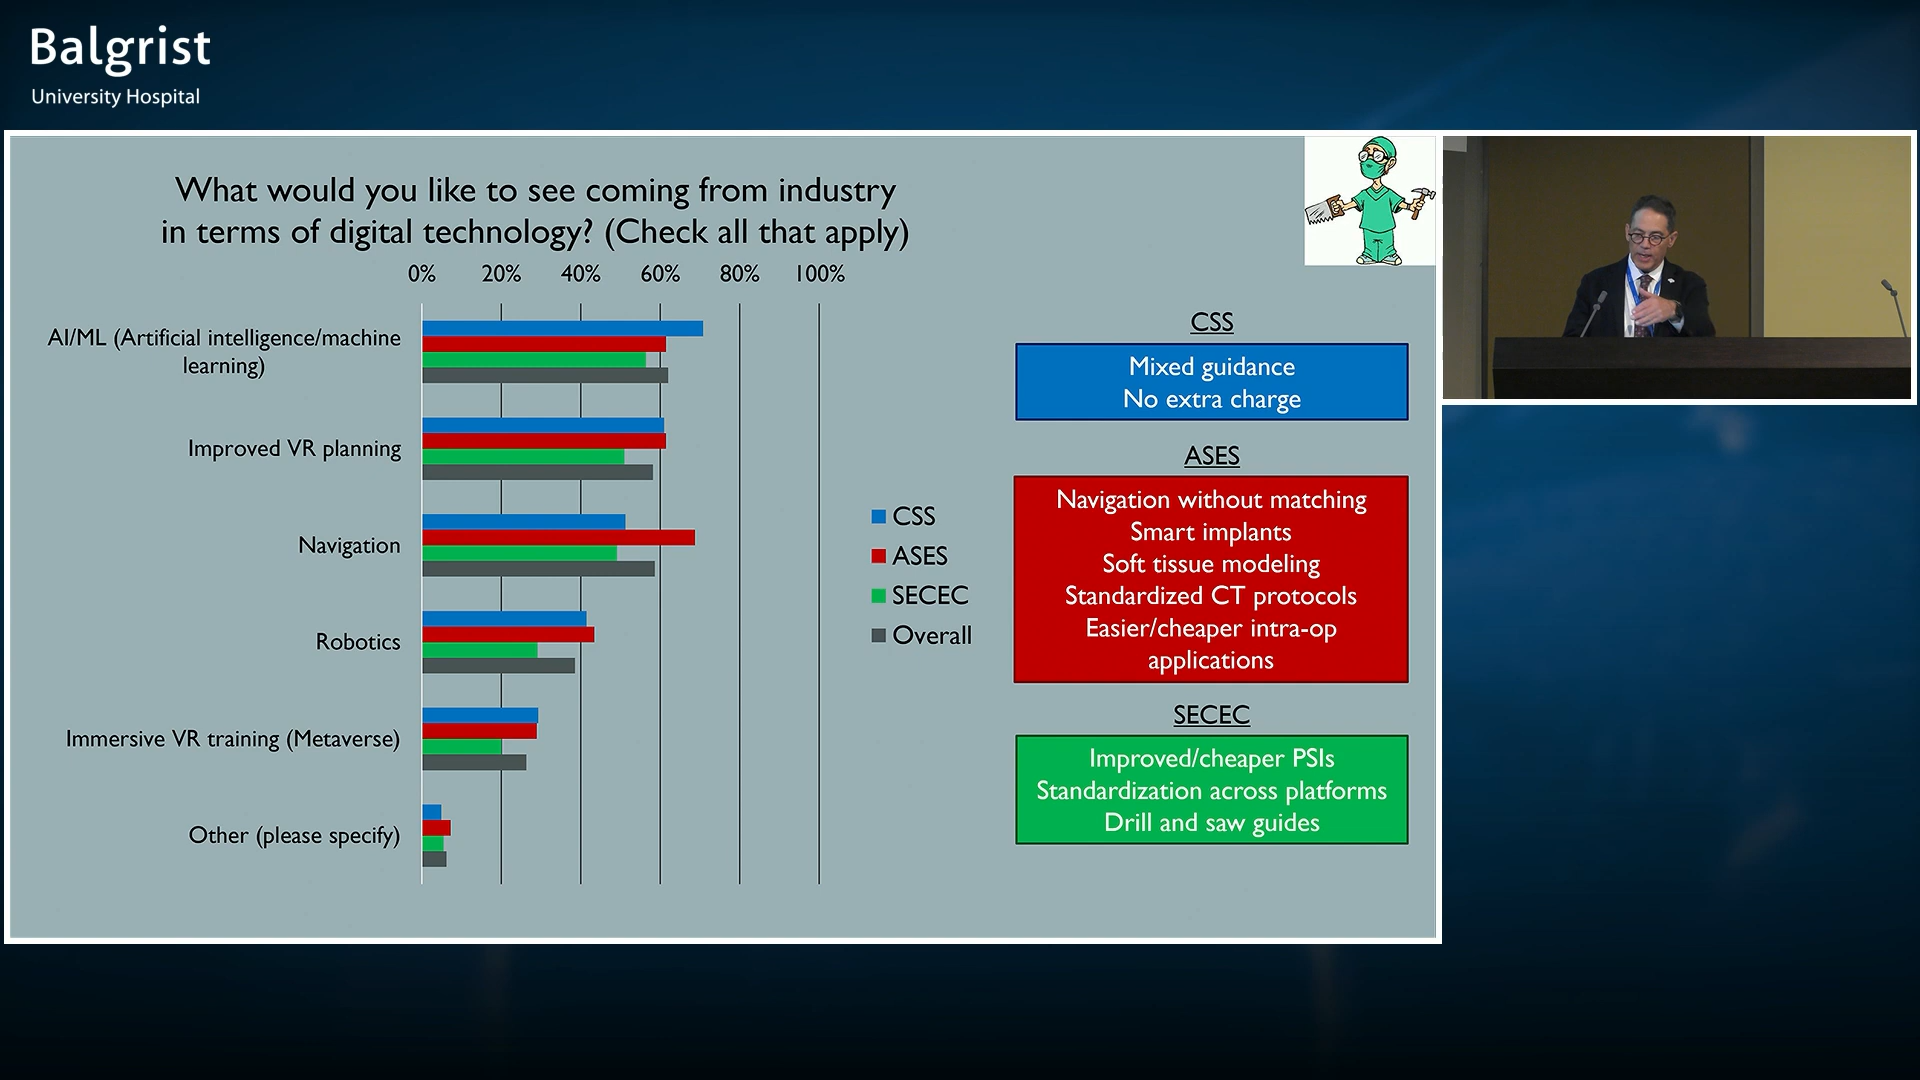 Balgrist
University Hospital
What would you like to see coming from industry
in terms of digital technology? (Check all that apply)
0% 20% 40% 60% 80% 100%
AI/ML (Artificial intelligence/machine
learning)
Improved VR planning
Navigation
Robotics
Immersive VR training (Metaverse)
Other (please specify)
CSS
ASES
SECEC
Overall
CSS
Mixed guidance
No extra charge
ASES
Navigation without matching
Smart implants
Soft tissue modeling
Standardized CT protocols
Easier/cheaper intra-op
applications
SECEC
Improved/cheaper PSIs
Standardization across platforms
Drill and saw guides